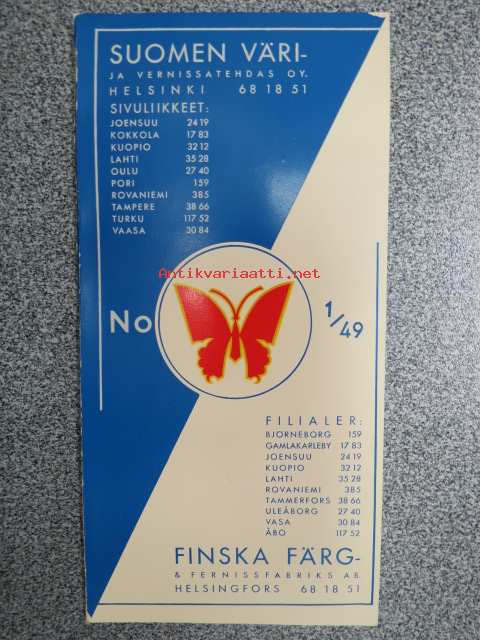 SUOMEN VÄRI-
JA VERNISSATEHDAS OY.
HELSINKI 68 18 51
SIVULIIKKEET:
JOENSUU 24 19
KOKKOLA 17 83
KUOPIO 32 12
LAHTI 35 28
OULU 27 40
PORI 159
ROVANIEMI 385
TAMPERE 38 66
TURKU 117 52
VAASA 30 84
Antikvariaatti.net
No 1/49
FILIALER:
BJÖRNEBORG 159
GAMLAKARLEBY 17 83
JOENSUU 24 19
KUOPIO 32 12
LAHTI 35 28
ROVANIEMI 385
TAMMERFORS 38 66
ULEÅBORG 27 40
VASA 30 84
ÅBO 117 52
FINSKA FÄRG-
& FERNISSFABRIKS AB.
HELSINGFORS 68 18 51